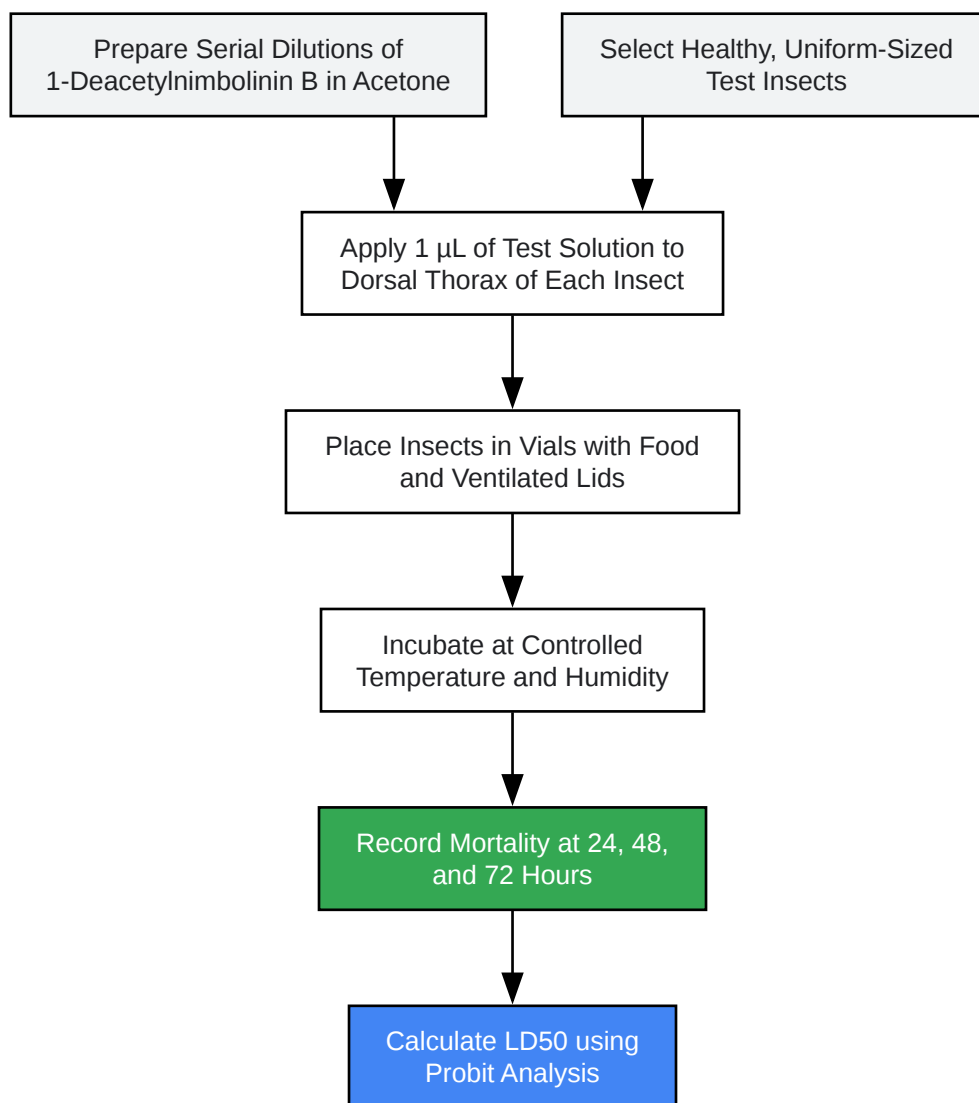 Prepare Serial Dilutions of
1-Deacetylnimbolinin B in Acetone
Select Healthy, Uniform-Sized
Test Insects
Apply 1 µL of Test Solution to
Dorsal Thorax of Each Insect
Place Insects in Vials with Food
and Ventilated Lids
Incubate at Controlled
Temperature and Humidity
Record Mortality at 24, 48,
and 72 Hours
Calculate LD50 using
Probit Analysis